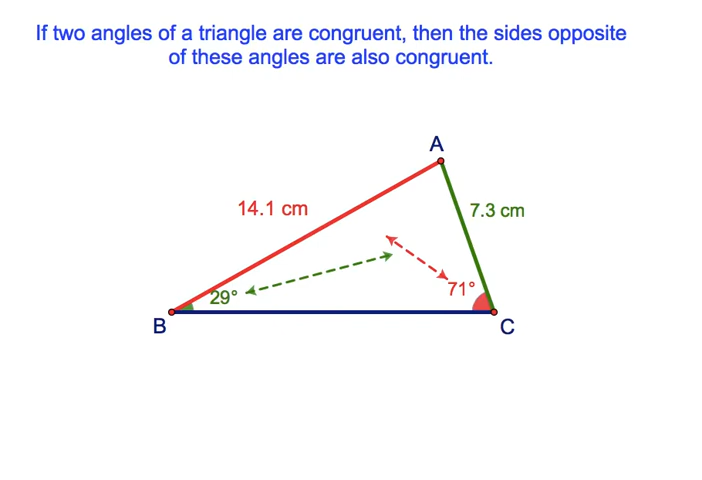 If two angles of a triangle are congruent, then the sides opposite
of these angles are also congruent.
A
14.1 cm
7.3 cm
29°
71°
B
C